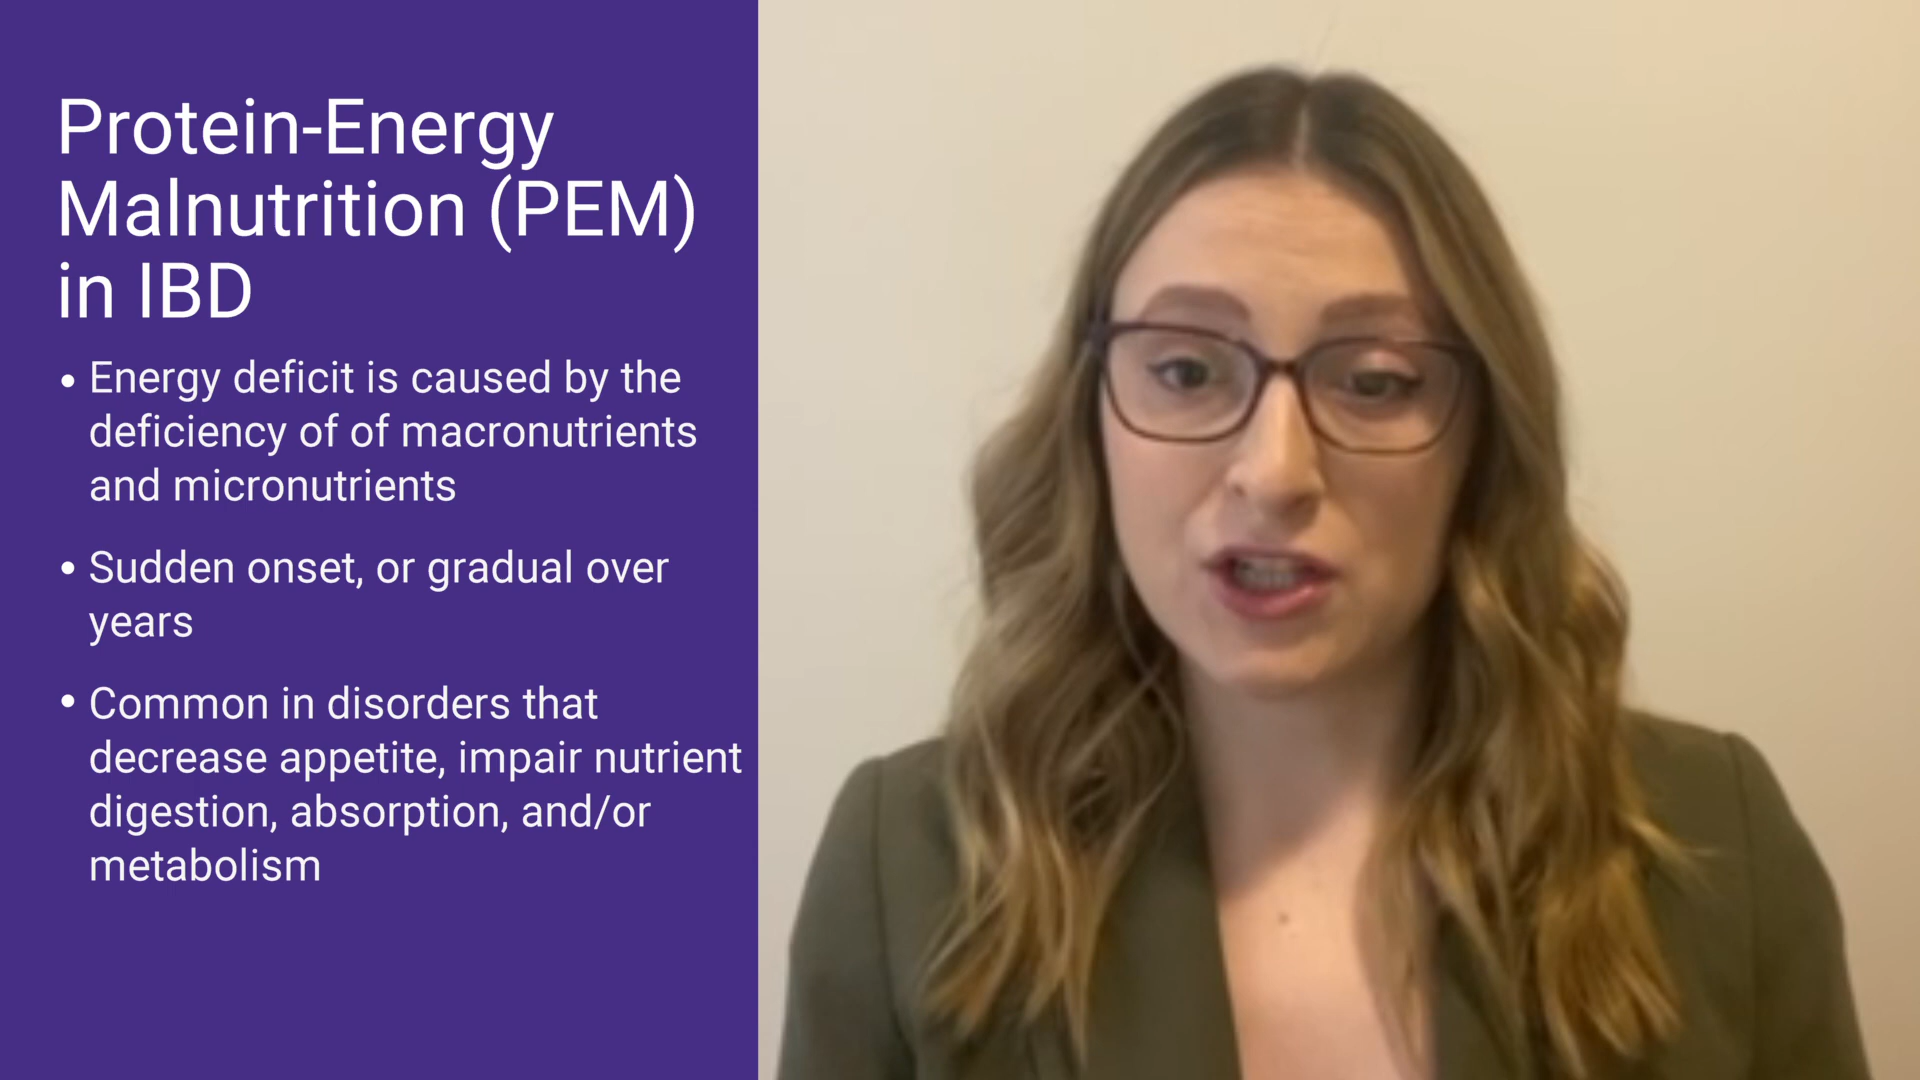 Protein-Energy
Malnutrition (PEM)
in IBD
• Energy deficit is caused by the
deficiency of of macronutrients
and micronutrients
• Sudden onset, or gradual over
years
• Common in disorders that
decrease appetite, impair nutrient
digestion, absorption, and/or
metabolism